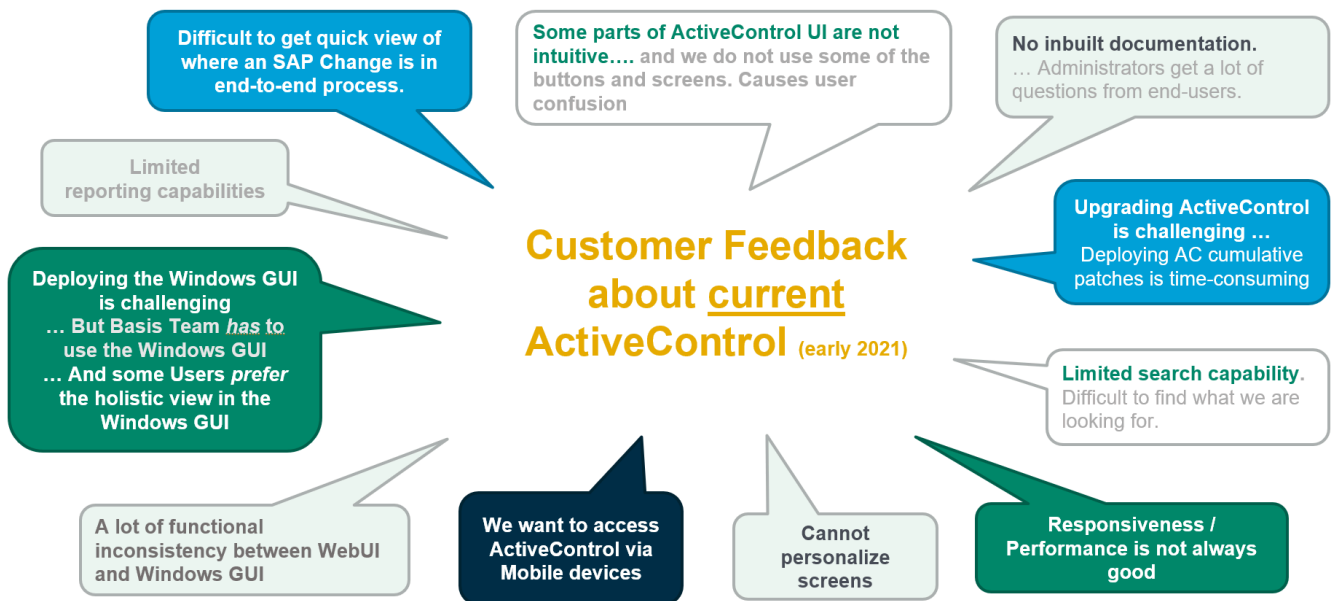 Difficult to get quick view of
where an SAP Change is in
end-to-end process.
Some parts of ActiveControl UI are not
intuitive.... and we do not use some of the
buttons and screens. Causes user
confusion
No inbuilt documentation.
... Administrators get a lot of
questions from end-users.
Limited
reporting capabilities
Upgrading ActiveControl
is challenging ...
Deploying AC cumulative
patches is time-consuming
Customer Feedback
about current
ActiveControl (early 2021)
Deploying the Windows GUI
is challenging
... But Basis Team has to
use the Windows GUI
... And some Users prefer
the holistic view in the
Windows GUI
Limited search capability.
Difficult to find what we are
looking for.
A lot of functional
inconsistency between WebUI
and Windows GUI
We want to access
ActiveControl via
Mobile devices
Cannot
personalize
screens
Responsiveness /
Performance is not always
good